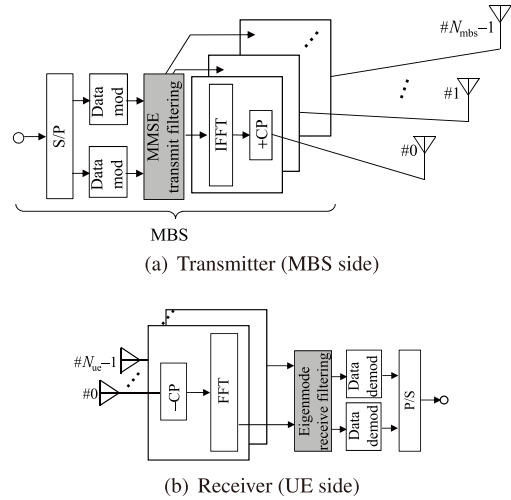 #N_mbs−1
#1
#0
S/P
Data mod
Data mod
MMSE transmit filtering
IFFT
+CP
MBS
(a) Transmitter (MBS side)
#N_ue−1
#0
−CP
FFT
Eigenmode receive filtering
Data demod
Data demod
P/S
(b) Receiver (UE side)